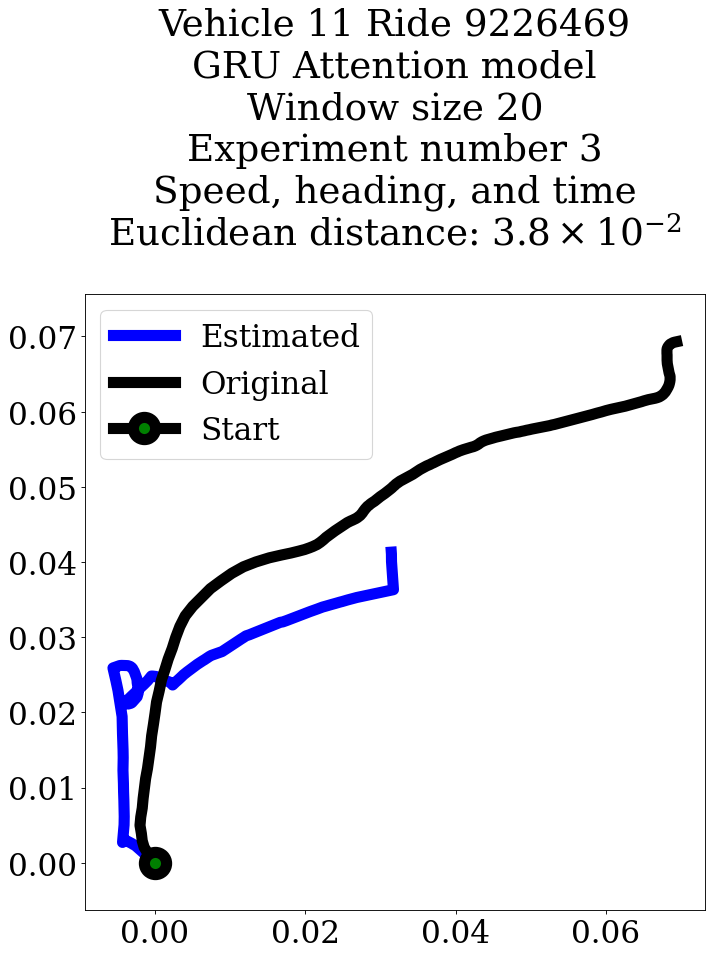 Vehicle 11 Ride 9226469
GRU Attention model
Window size 20
Experiment number 3
Speed, heading, and time
Euclidean distance: 3.8 × 10⁻²
Estimated
Original
Start
0.07
0.06
0.05
0.04
0.03
0.02
0.01
0.00
0.00 0.02 0.04 0.06